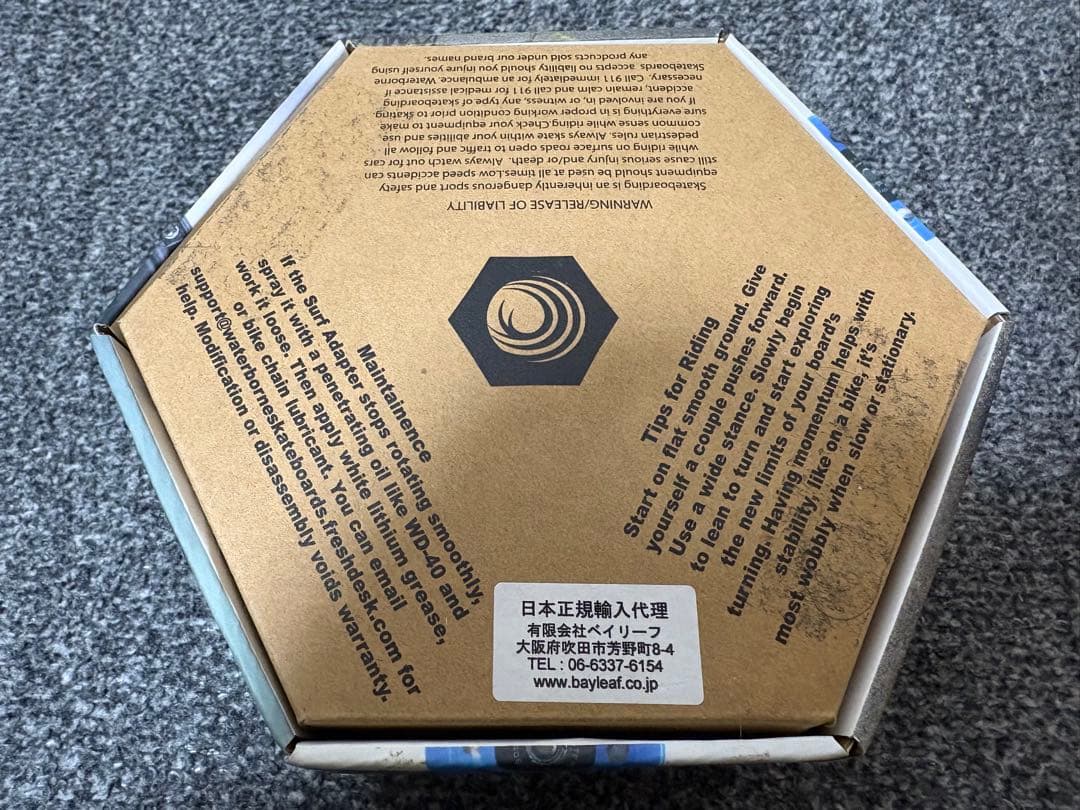 WARNING/RELEASE OF LIABILITY
Skateboarding is an inherently dangerous sport and safety
equipment should be used at all times.Low speed accidents can
still cause serious injury and/or death. Always watch out for cars
while riding on surface roads open to traffic and follow all
pedestrian rules. Always skate within your abilities and use
common sense while riding.Check your equipment to make
sure everything is in proper working condition prior to skating.
If you are involved in, or witness, any type of skateboarding
accident, remain calm and call 911 for medical assistance if
necessary. Call 911 immediately for an ambulance. Waterborne
Skateboards accepts no liability should you injure yourself using
any prodcucts sold under our brand names.
Maintainence
If the Surf Adapter stops rotating smoothly,
spray it with a penetrating oil like WD-40 and
work it loose. Then apply white lithium grease,
or bike chain lubricant. You can email
support@waterborneskateboards.freshdesk.com for
help. Modification or disassembly voids warranty.
Tips for Riding
Start on flat smooth ground. Give
yourself a couple pushes forward.
Use a wide stance. Slowly begin
to lean to turn and start exploring
the new limits of your board's
turning. Having momentum helps with
stability, like on a bike, it's
most wobbly when slow or stationary.
日本正規輸入代理
有限会社ベイリーフ
大阪府吹田市芳野町8-4
TEL : 06-6337-6154
www.bayleaf.co.jp